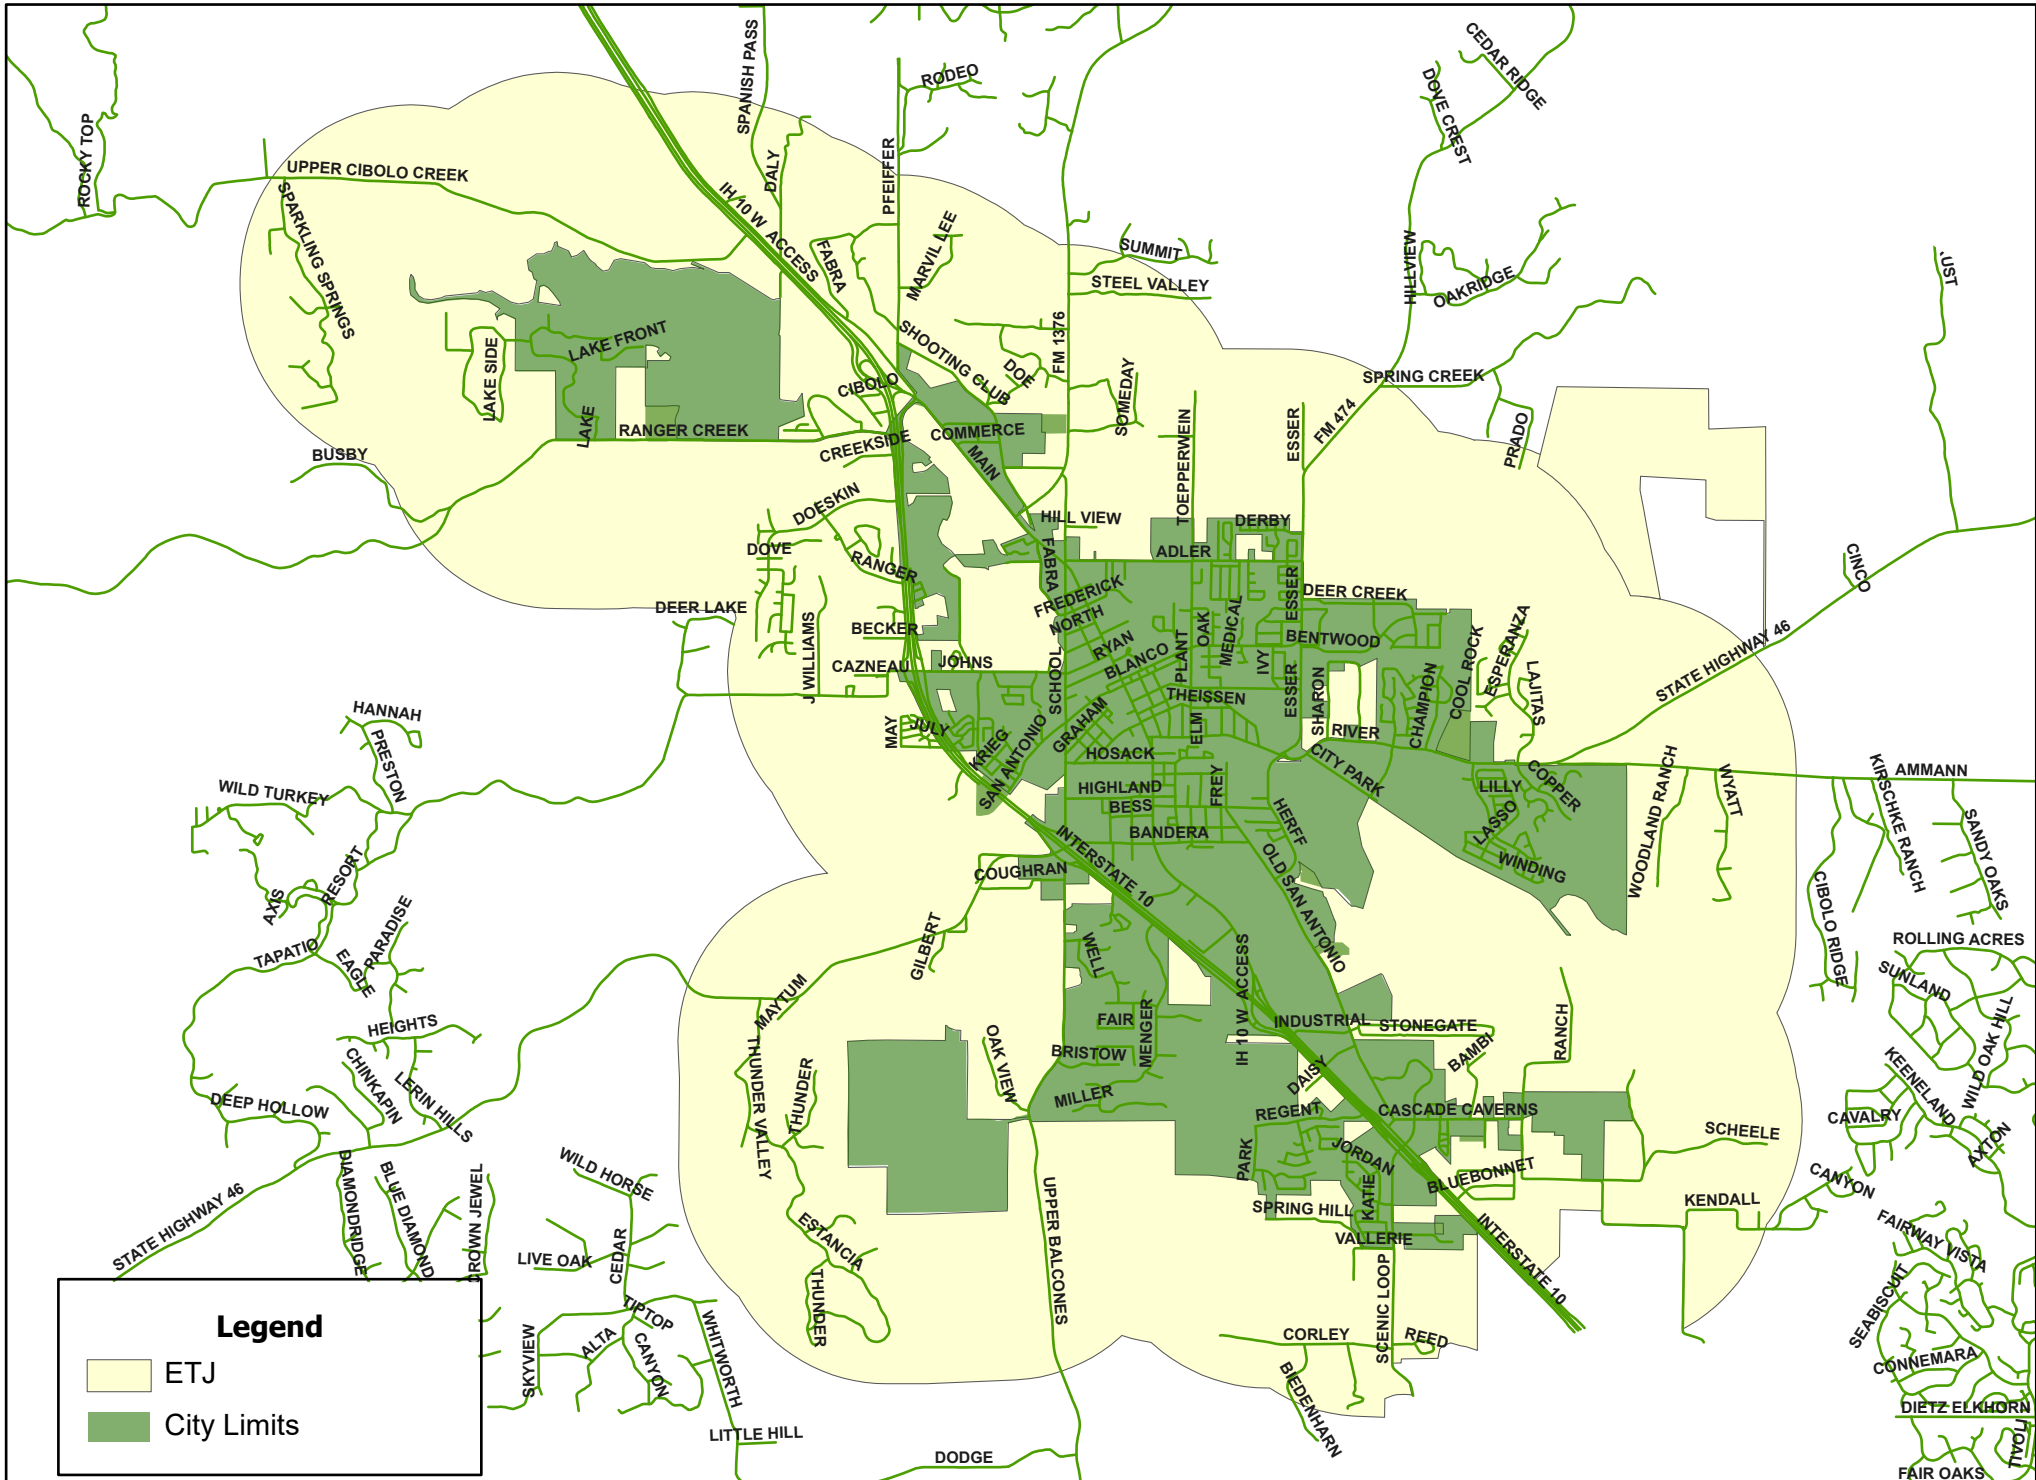 SPANISH PASS
RODEO
CEDAR RIDGE
DOVE CREST
ROCKY TOP
UPPER CIBOLO CREEK
DALY
PFEIFFER
SPARKLING SPRINGS
IH 10 W ACCESS
FABRA
MARVIL LEE
SUMMIT
STEEL VALLEY
HILLVIEW
OAKRIDGE
UST
LAKE FRONT
LAKE SIDE
SHOOTING CLUB
DOE
FM 1376
SOMEDAY
SPRING CREEK
CIBOLO
LAKE
RANGER CREEK
CREEKSIDE
COMMERCE
MAIN
TOEPPERWEIN
ESSER
FM 474
PRADO
BUSBY
DOESKIN
HILL VIEW
DERBY
DOVE
RANGER
FABRA
ADLER
CINCO
DEER LAKE
J WILLIAMS
BECKER
FREDERICK
NORTH
OAK
MEDICAL
ESSER
DEER CREEK
BENTWOOD
CAZNEAU
JOHNS
SCHOOL
RYAN
BLANCO
PLANT
IVY
COOL ROCK
ESPERANZA
LAJITAS
STATE HIGHWAY 46
THEISSEN
ESSER
SHARON
CHAMPION
HANNAH
PRESTON
MAY
JULY
KRIEG
SAN ANTONIO
GRAHAM
ELM
RIVER
HOSACK
CITY PARK
WILD TURKEY
HIGHLAND
BESS
FREY
LILLY
COPPER
LASSO
WINDING
WOODLAND RANCH
WYATT
AMMANN
KIRSCHKE RANCH
SANDY OAKS
BANDERA
HERFF
INTERSTATE 10
OLD SAN ANTONIO
COUGHRAN
AXIS
RESORT
PARADISE
EAGLE
TAPATIO
GILBERT
WELL
IH 10 W ACCESS
CIBOLO RIDGE
ROLLING ACRES
SUNLAND
WILD OAK HILL
MAYTUM
HEIGHTS
CHINKAPIN
LERIN HILLS
DEEP HOLLOW
THUNDER VALLEY
THUNDER
OAK VIEW
FAIR
MENGER
BRISTOW
MILLER
INDUSTRIAL
STONEGATE
BAMBI
RANCH
DAISY
REGENT
CASCADE CAVERNS
KEENELAND
CAVALRY
AXTON
SCHEELE
PARK
JORDAN
BLUEBONNET
CANYON
KENDALL
STATE HIGHWAY 46
DIAMONDRIDGE
BLUE DIAMOND
CROWN JEWEL
WILD HORSE
LIVE OAK
CEDAR
ESTANCIA
THUNDER
UPPER BALCONES
SPRING HILL
KATIE
VALLERIE
INTERSTATE 10
FAIRWAY VISTA
SEABISCUIT
TIPTOP
ALTA
CANYON
SKYVIEW
WHITWORTH
LITTLE HILL
DODGE
CORLEY
SCENIC LOOP
REED
BIEDENHARN
CONNEMARA
DIETZ ELKHORN
TIVOLI
FAIR OAKS
Legend
ETJ
City Limits